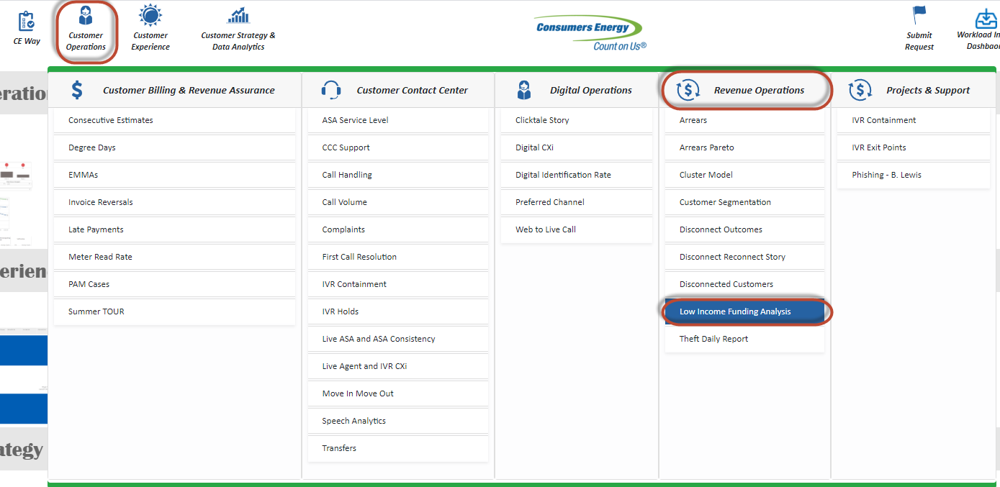 CE Way
Customer
Operations
Customer
Experience
Customer Strategy &
Data Analytics
Consumers Energy
Count on Us®
Submit
Request
Workload In
Dashbaor
eratio
erien
ategy
Customer Billing & Revenue Assurance
Consecutive Estimates
Degree Days
EMMAs
Invoice Reversals
Late Payments
Meter Read Rate
PAM Cases
Summer TOUR
Customer Contact Center
ASA Service Level
CCC Support
Call Handling
Call Volume
Complaints
First Call Resolution
IVR Containment
IVR Holds
Live ASA and ASA Consistency
Live Agent and IVR CXi
Move In Move Out
Speech Analytics
Transfers
Digital Operations
Clicktale Story
Digital CXi
Digital Identification Rate
Preferred Channel
Web to Live Call
Revenue Operations
Arrears
Arrears Pareto
Cluster Model
Customer Segmentation
Disconnect Outcomes
Disconnect Reconnect Story
Disconnected Customers
Low Income Funding Analysis
Theft Daily Report
Projects & Support
IVR Containment
IVR Exit Points
Phishing - B. Lewis